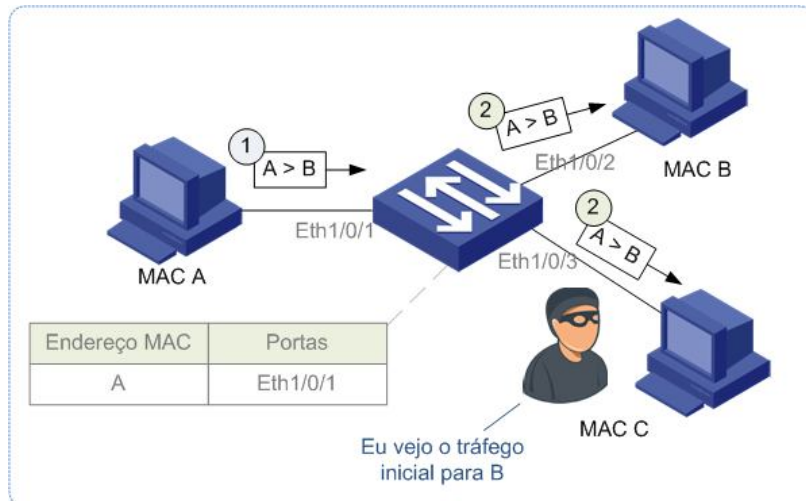 1
A > B
2
A > B
Eth1/0/2
MAC B
2
A > B
Eth1/0/1
Eth1/0/3
MAC A
Endereço MAC
Portas
A
Eth1/0/1
MAC C
Eu vejo o tráfego
inicial para B